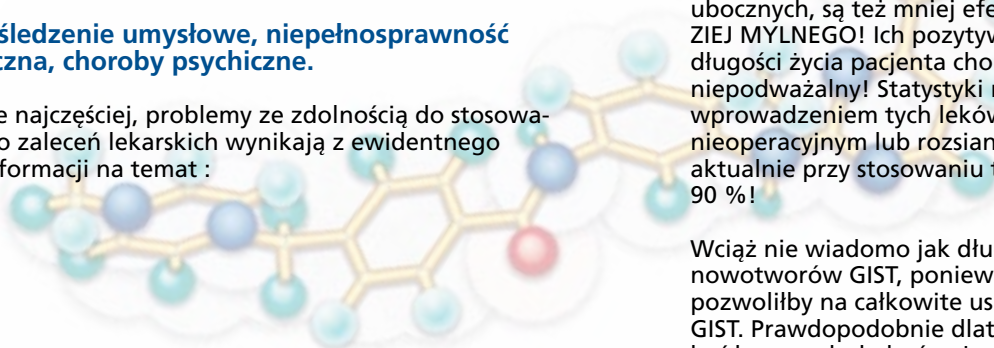 śledzenie umysłowe, niepełnosprawność
czna, choroby psychiczne.
e najczęściej, problemy ze zdolnością do stosowa-
o zaleceń lekarskich wynikają z ewidentnego
formacji na temat :
ubocznych, są też mniej efe
ZIEJ MYLNEGO! Ich pozytyw
długości życia pacjenta cho
niepodważalny! Statystyki
wprowadzeniem tych leków
nieoperacyjnym lub rozsian
aktualnie przy stosowaniu
90 %!
Wciąż nie wiadomo jak dłu
nowotworów GIST, poniew
pozwoliłby na całkowite us
GIST. Prawdopodobnie dlat